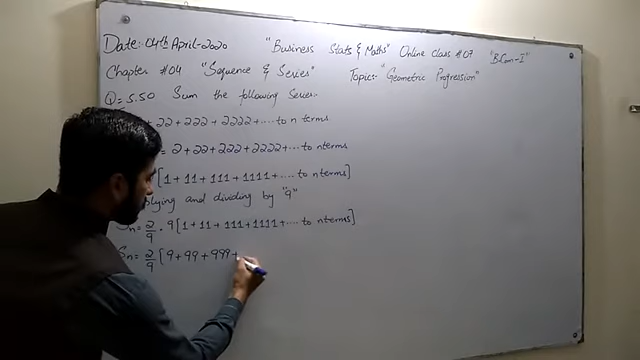 Date: 04th April-2020 "Business Stats & Maths" Online Class #07 "B.Com-I"
Chapter #04 "Sequence & Series" Topic:- "Geometric Progression"
Q=5.50 Sum the following Series:-
+ 22 + 222 + 2222 + .... to n terms
= 2 + 22 + 222 + 2222 + ... to n terms
[1 + 11 + 111 + 1111 + .... to n terms]
plying and dividing by "9"
Sn = 2/9 . 9 [1 + 11 + 111 + 1111 + .... to n terms]
Sn = 2/9 [9 + 99 + 999 +